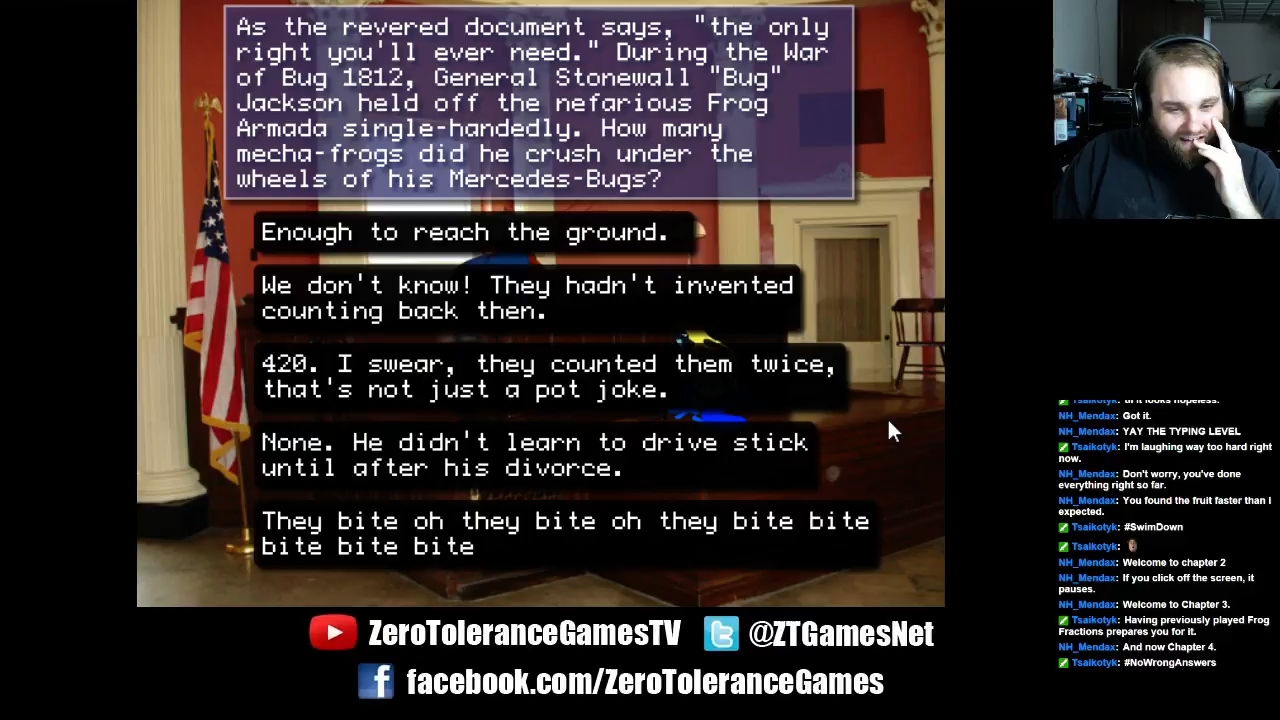 As the revered document says, "the only
right you'll ever need." During the War
of Bug 1812, General Stonewall "Bug"
Jackson held off the nefarious Frog
Armada single-handedly. How many
mecha-frogs did he crush under the
wheels of his Mercedes-Bugs?
Enough to reach the ground.
We don't know! They hadn't invented
counting back then.
420. I swear, they counted them twice,
that's not just a pot joke.
None. He didn't learn to drive stick
until after his divorce.
They bite oh they bite oh they bite bite
bite bite bite
ZeroToleranceGamesTV @ZTGamesNet
facebook.com/ZeroToleranceGames
NH_Mendax: Got it.
NH_Mendax: YAY THE TYPING LEVEL
Tsaikotyk: I'm laughing way too hard right
now.
NH_Mendax: Don't worry, you've done
everything right so far.
NH_Mendax: You found the fruit faster than I
expected.
Tsaikotyk: #SwimDown
Tsaikotyk:
NH_Mendax: Welcome to chapter 2
NH_Mendax: If you click off the screen, it
pauses.
NH_Mendax: Welcome to Chapter 3.
Tsaikotyk: Having previously played Frog
Fractions prepares you for it.
NH_Mendax: And now Chapter 4.
Tsaikotyk: #NoWrongAnswers